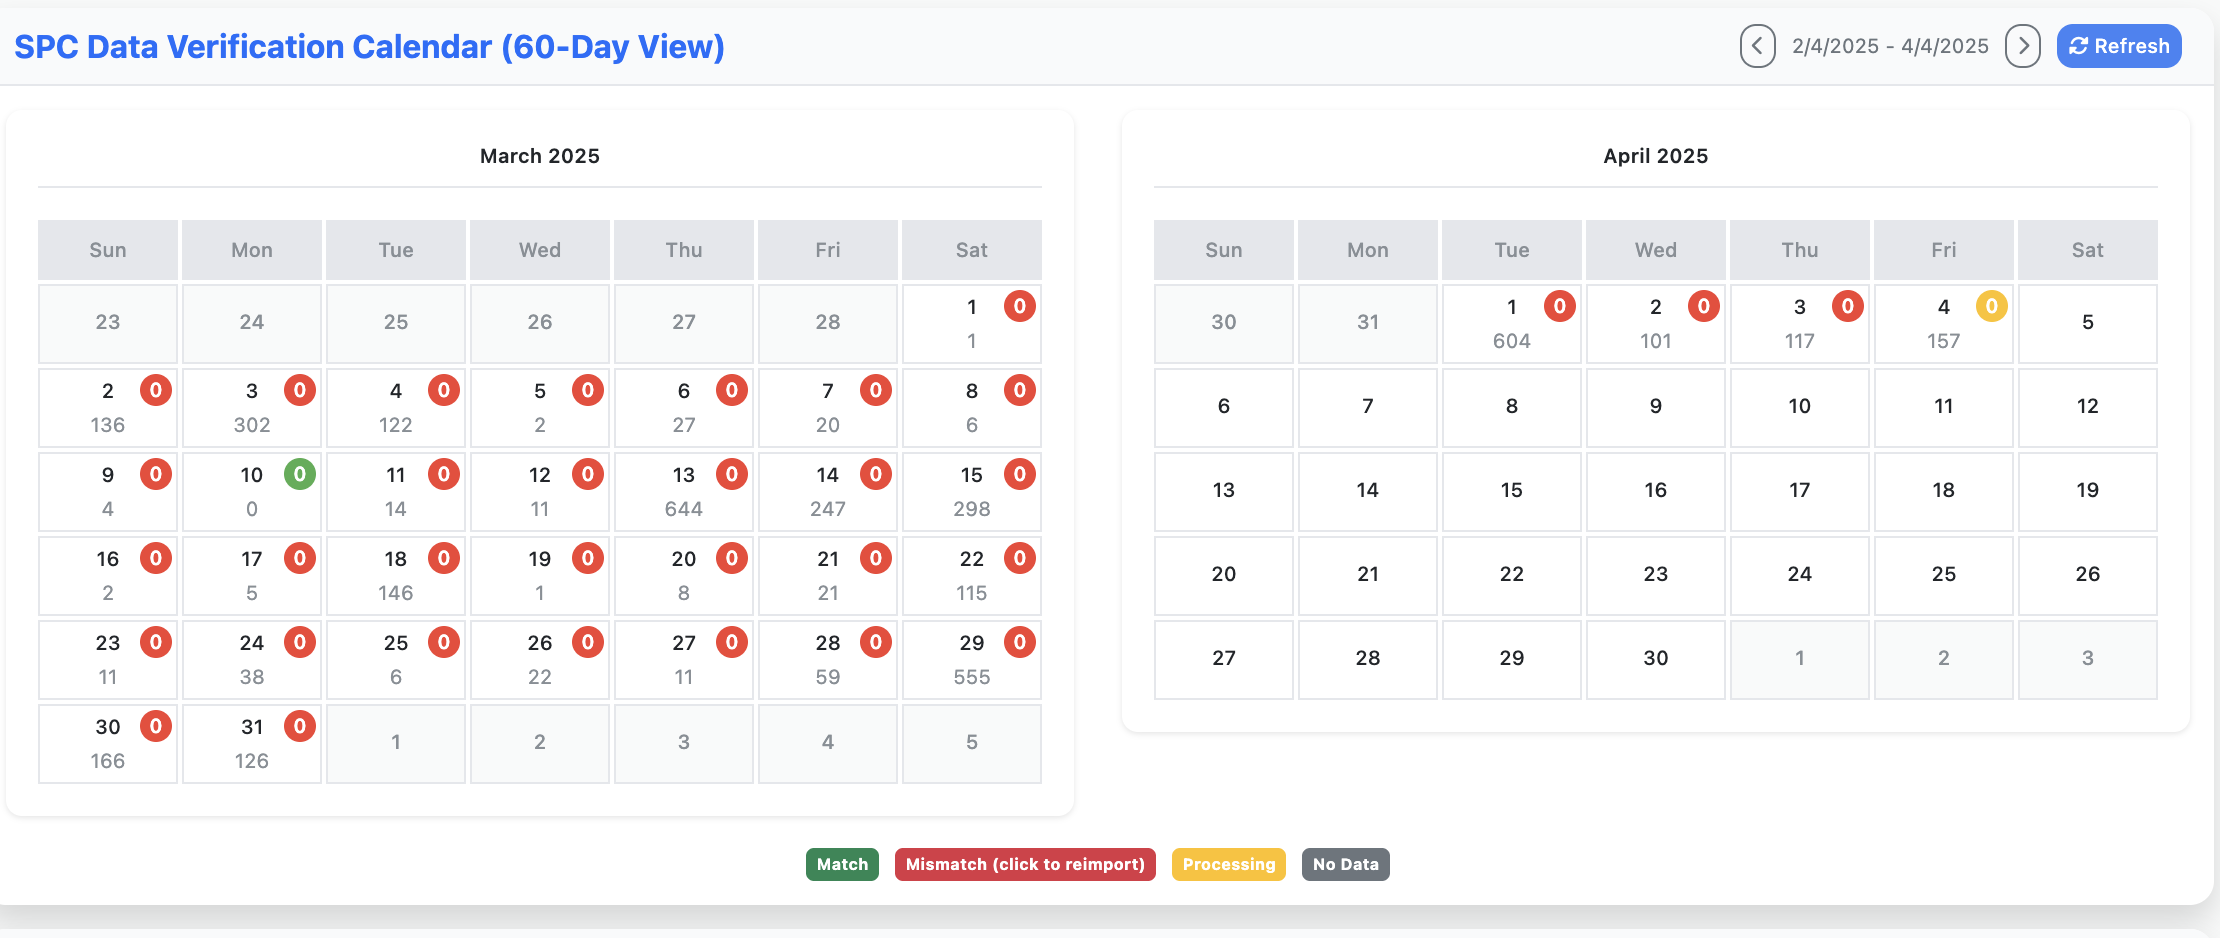 SPC Data Verification Calendar (60-Day View)
2/4/2025 - 4/4/2025
Refresh
March 2025
Sun Mon Tue Wed Thu Fri Sat
23 24 25 26 27 28 1 0
1
2 0 3 0 4 0 5 0 6 0 7 0 8 0
136 302 122 2 27 20 6
9 0 10 0 11 0 12 0 13 0 14 0 15 0
4 0 14 11 644 247 298
16 0 17 0 18 0 19 0 20 0 21 0 22 0
2 5 146 1 8 21 115
23 0 24 0 25 0 26 0 27 0 28 0 29 0
11 38 6 22 11 59 555
30 0 31 0 1 2 3 4 5
166 126
April 2025
Sun Mon Tue Wed Thu Fri Sat
30 31 1 0 2 0 3 0 4 0 5
604 101 117 157
6 7 8 9 10 11 12
13 14 15 16 17 18 19
20 21 22 23 24 25 26
27 28 29 30 1 2 3
Match Mismatch (click to reimport) Processing No Data